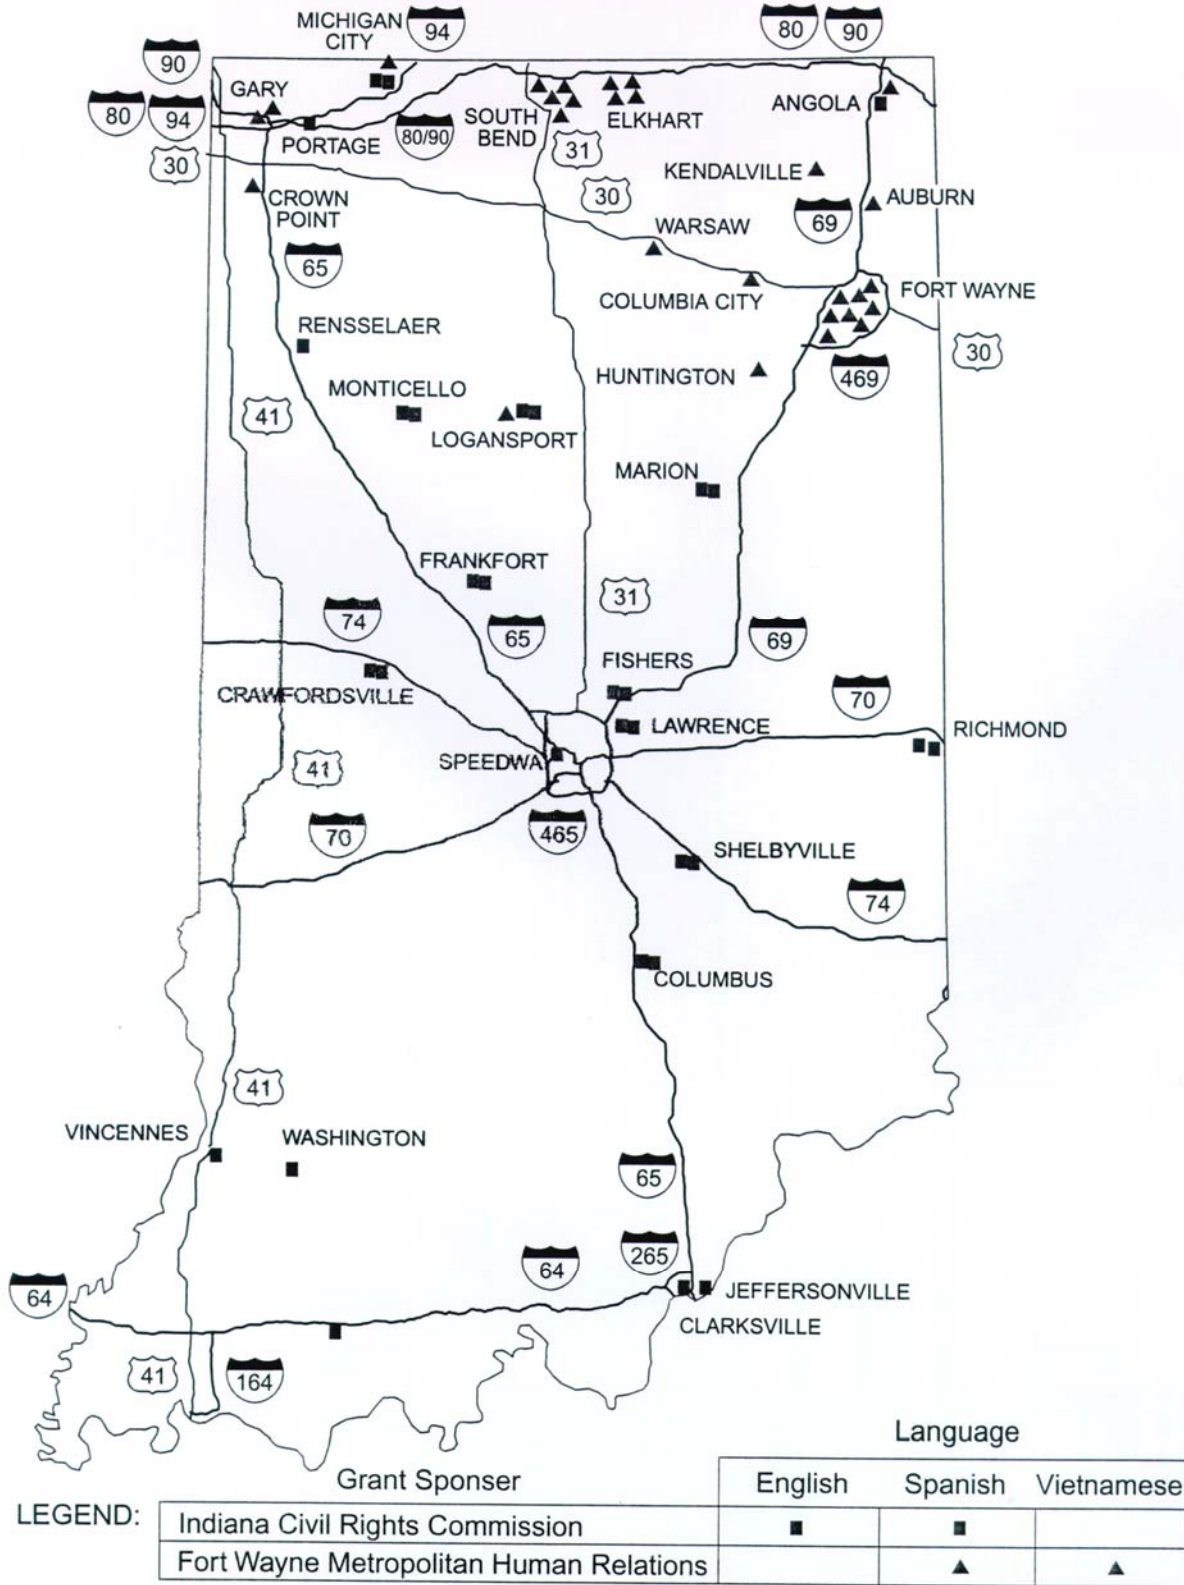 MICHIGAN
CITY
94
80
90
90
GARY
80
94
PORTAGE
80/90
SOUTH
BEND
ELKHART
31
ANGOLA
30
CROWN
POINT
30
KENDALVILLE
69
AUBURN
65
WARSAW
COLUMBIA CITY
FORT WAYNE
RENSSELAER
30
HUNTINGTON
469
MONTICELLO
41
LOGANSPORT
MARION
FRANKFORT
31
74
65
69
FISHERS
CRAWFORDSVILLE
70
LAWRENCE
RICHMOND
SPEEDWA
41
70
465
SHELBYVILLE
74
COLUMBUS
41
VINCENNES
WASHINGTON
65
265
64
64
JEFFERSONVILLE
CLARKSVILLE
41
164
Language
Grant Sponser
English Spanish Vietnamese
LEGEND:
Indiana Civil Rights Commission
Fort Wayne Metropolitan Human Relations